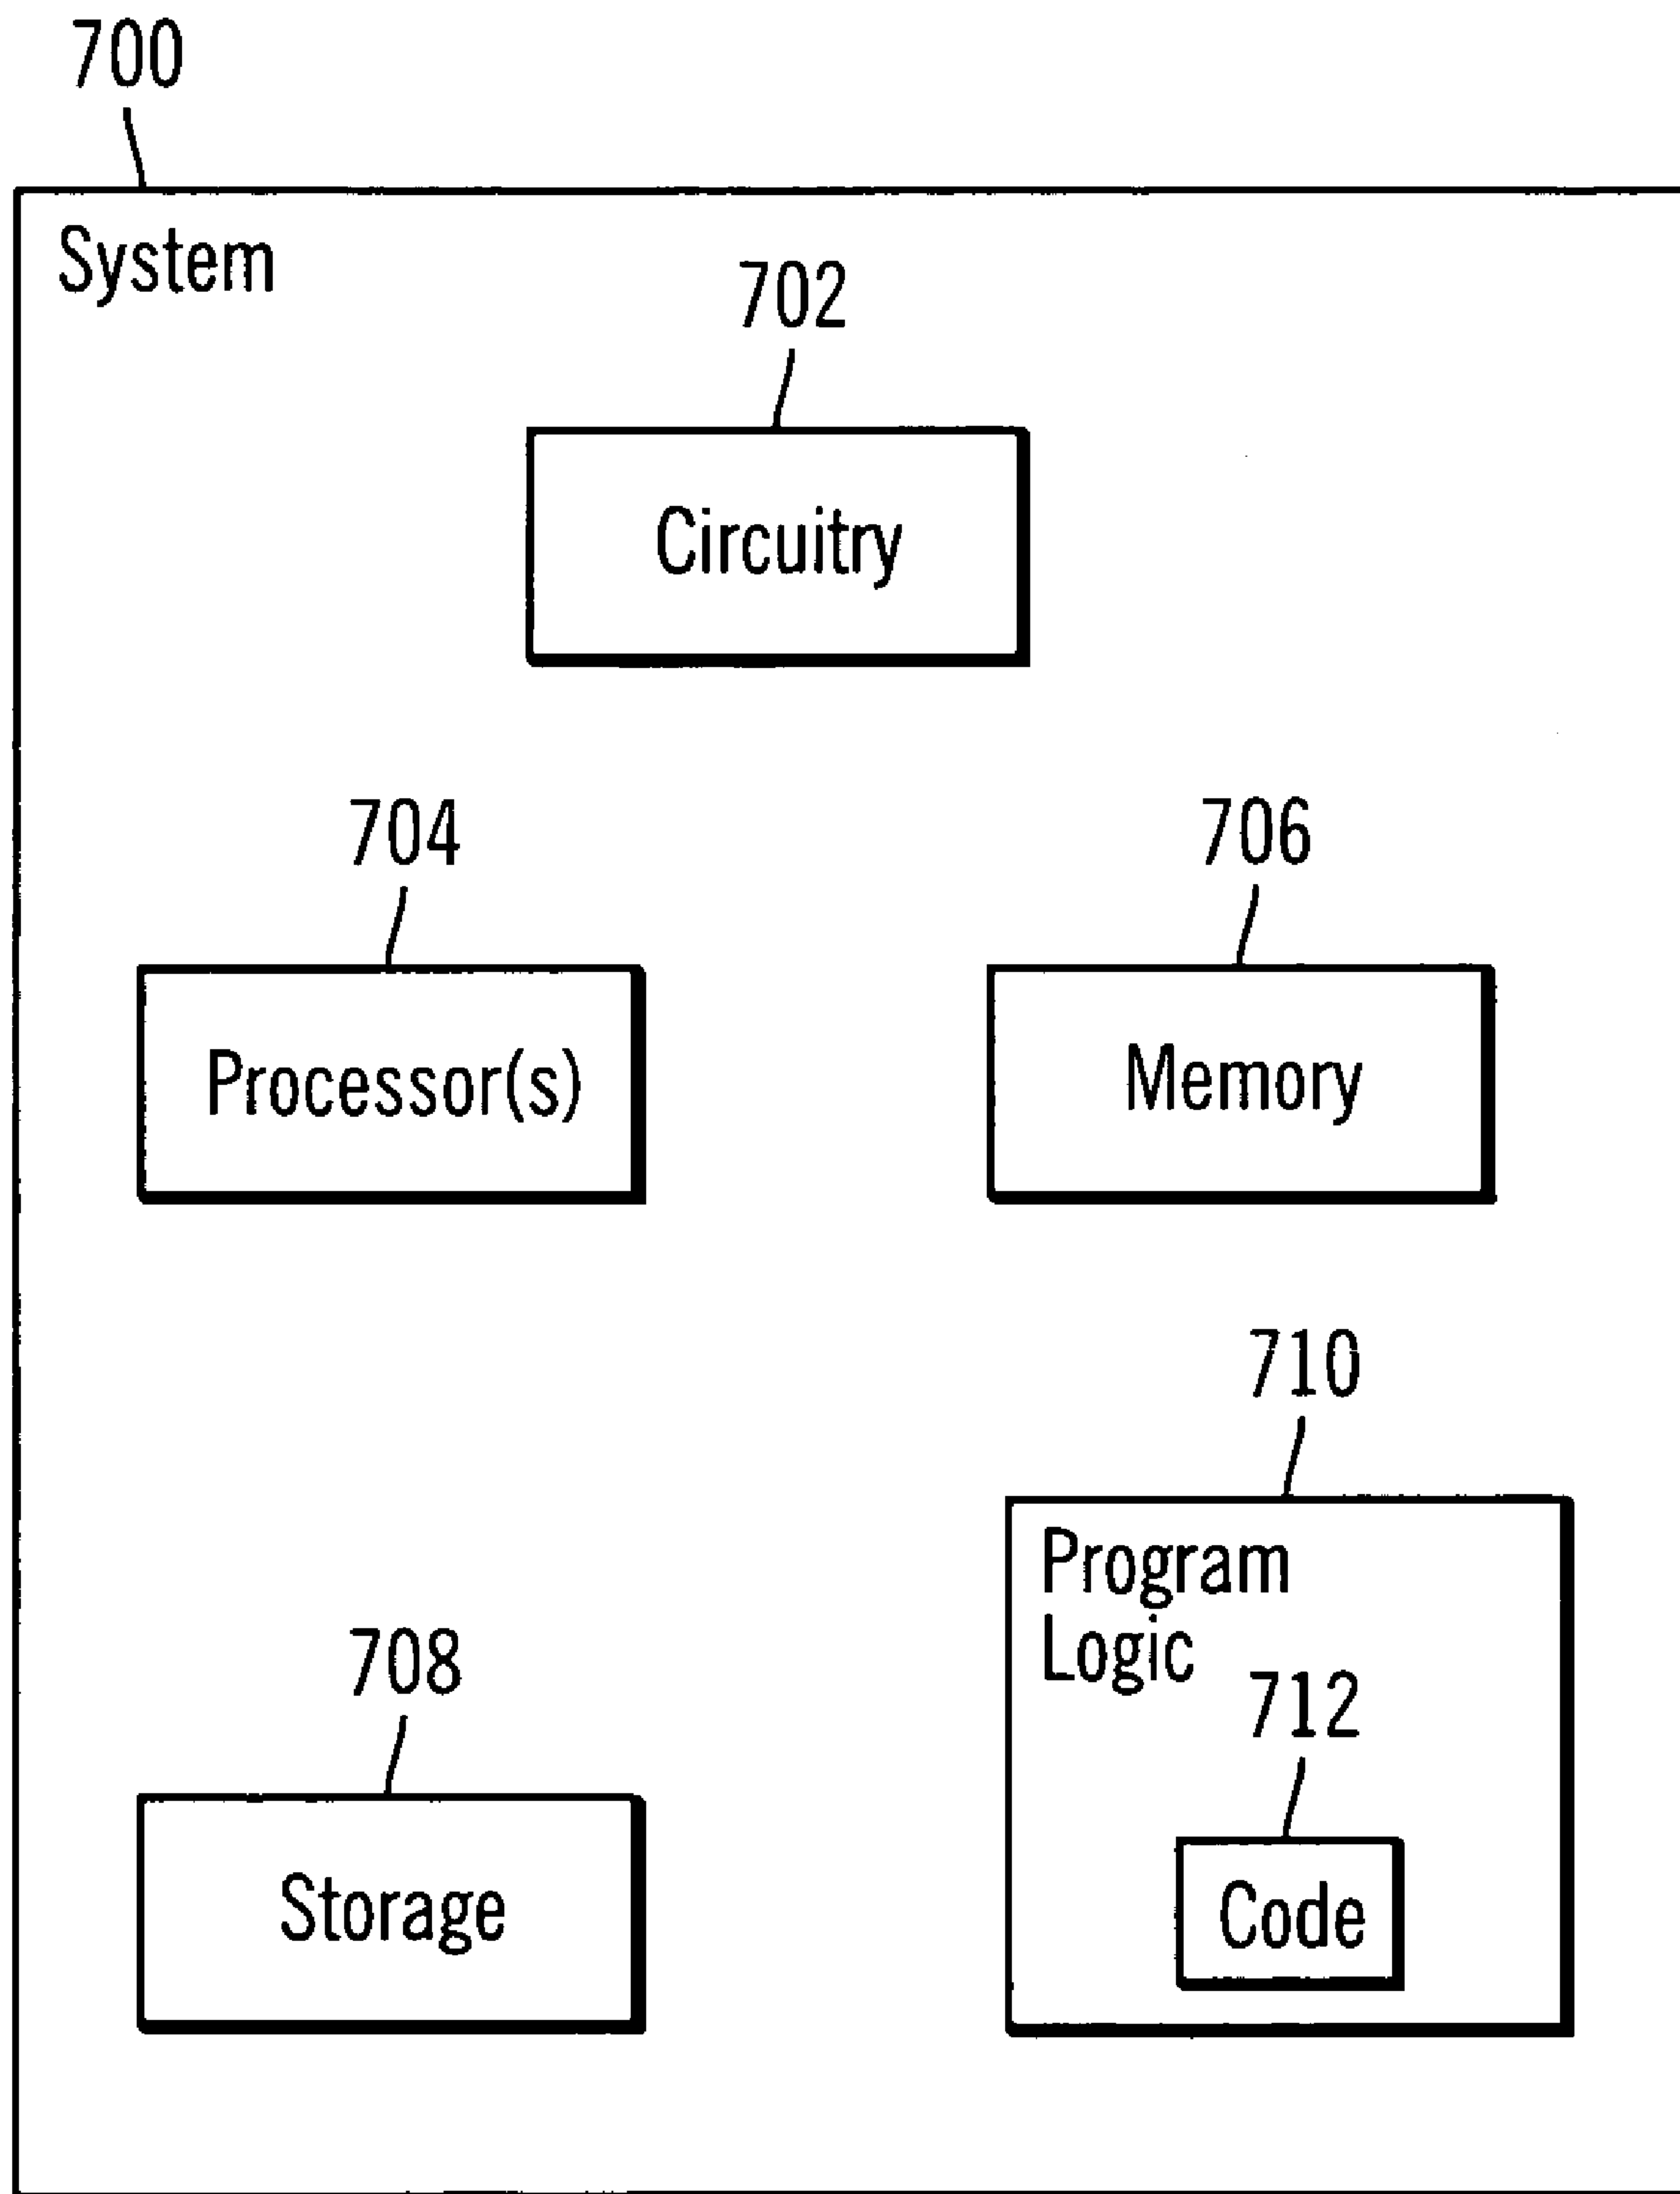 700
System
702
Circuitry
704
706
Processor(s)
Memory
710
Program
Logic
708
712
Storage
Code